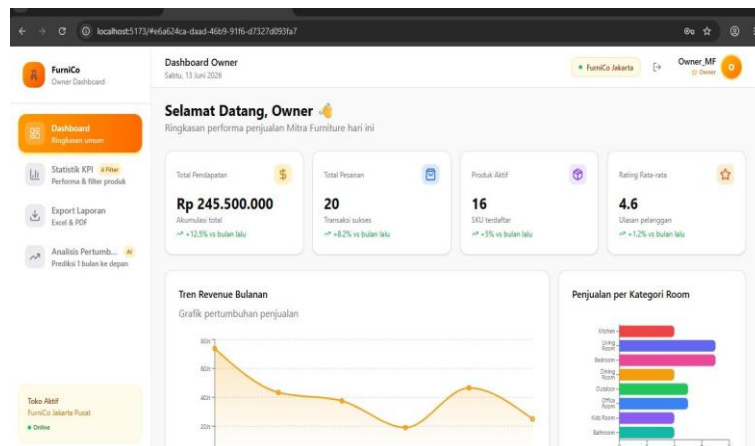 localhost:5173/#e6a624ca-daad-46b9-91f6-d7327d093fa7
FurniCo
Owner Dashboard
Dashboard Owner
Sabtu, 13 Juni 2026
FurniCo Jakarta
Owner_MF
Owner
O
Dashboard
Ringkasan umum
Statistik KPI 4 Filter
Performa & filter produk
Export Laporan
Excel & PDF
Analisis Pertumb... AI
Prediksi 1 bulan ke depan
Toko Aktif
FurniCo Jakarta Pusat
Online
Selamat Datang, Owner
Ringkasan performa penjualan Mitra Furniture hari ini
Total Pendapatan
Rp 245.500.000
Akumulasi total
+12.5% vs bulan lalu
Total Pesanan
20
Transaksi sukses
+8.2% vs bulan lalu
Produk Aktif
16
SKU terdaftar
+5% vs bulan lalu
Rating Rata-rata
4.6
Ulasan pelanggan
+1.2% vs bulan lalu
Tren Revenue Bulanan
Grafik pertumbuhan penjualan
60jt
40jt
20jt
Penjualan per Kategori Room
Kitchen
Living
Room
Bedroom
Dining
Room
Outdoor
Office
Room
Kids Room
Bathroom